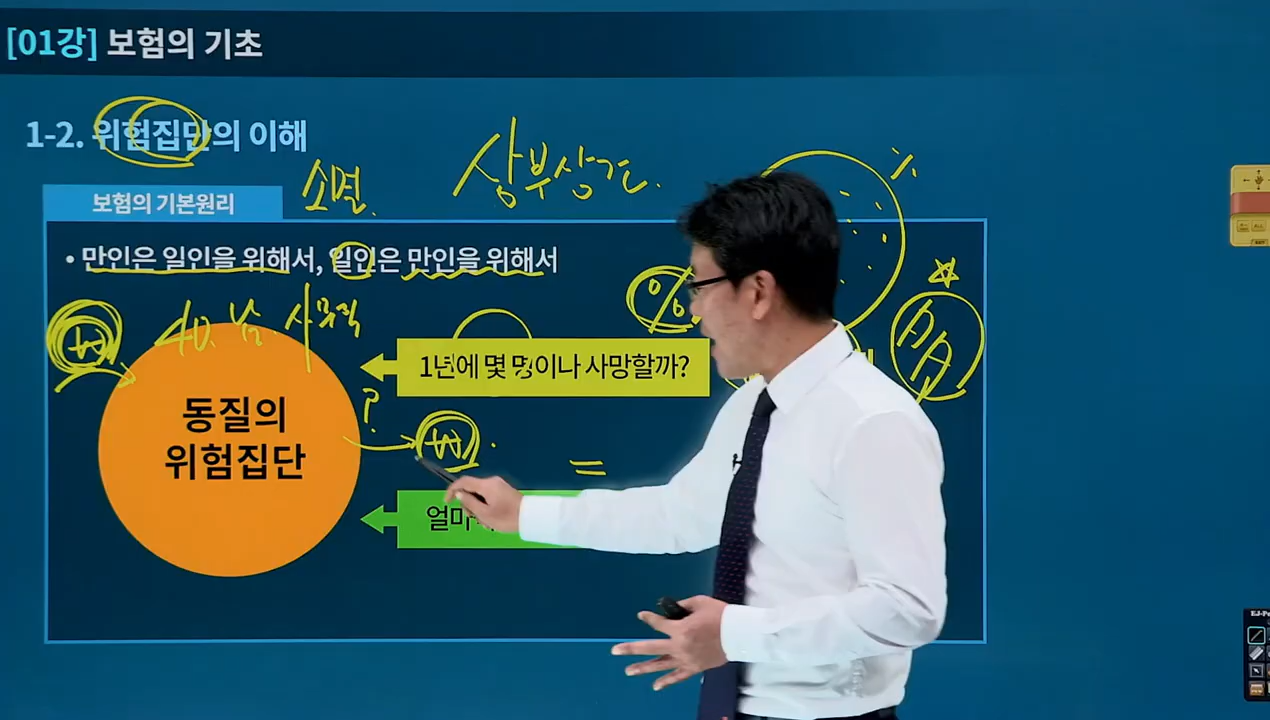 [01강] 보험의 기초
1-2. 위험집단의 이해
소멸.
상부상조.
%
보험의 기본원리
• 만인은 일인을 위해서, 일인은 만인을 위해서
₩
40. 남. 사무직
%
1년에 몇 명이나 사망할까?
동질의
위험집단
?
₩
=
얼마